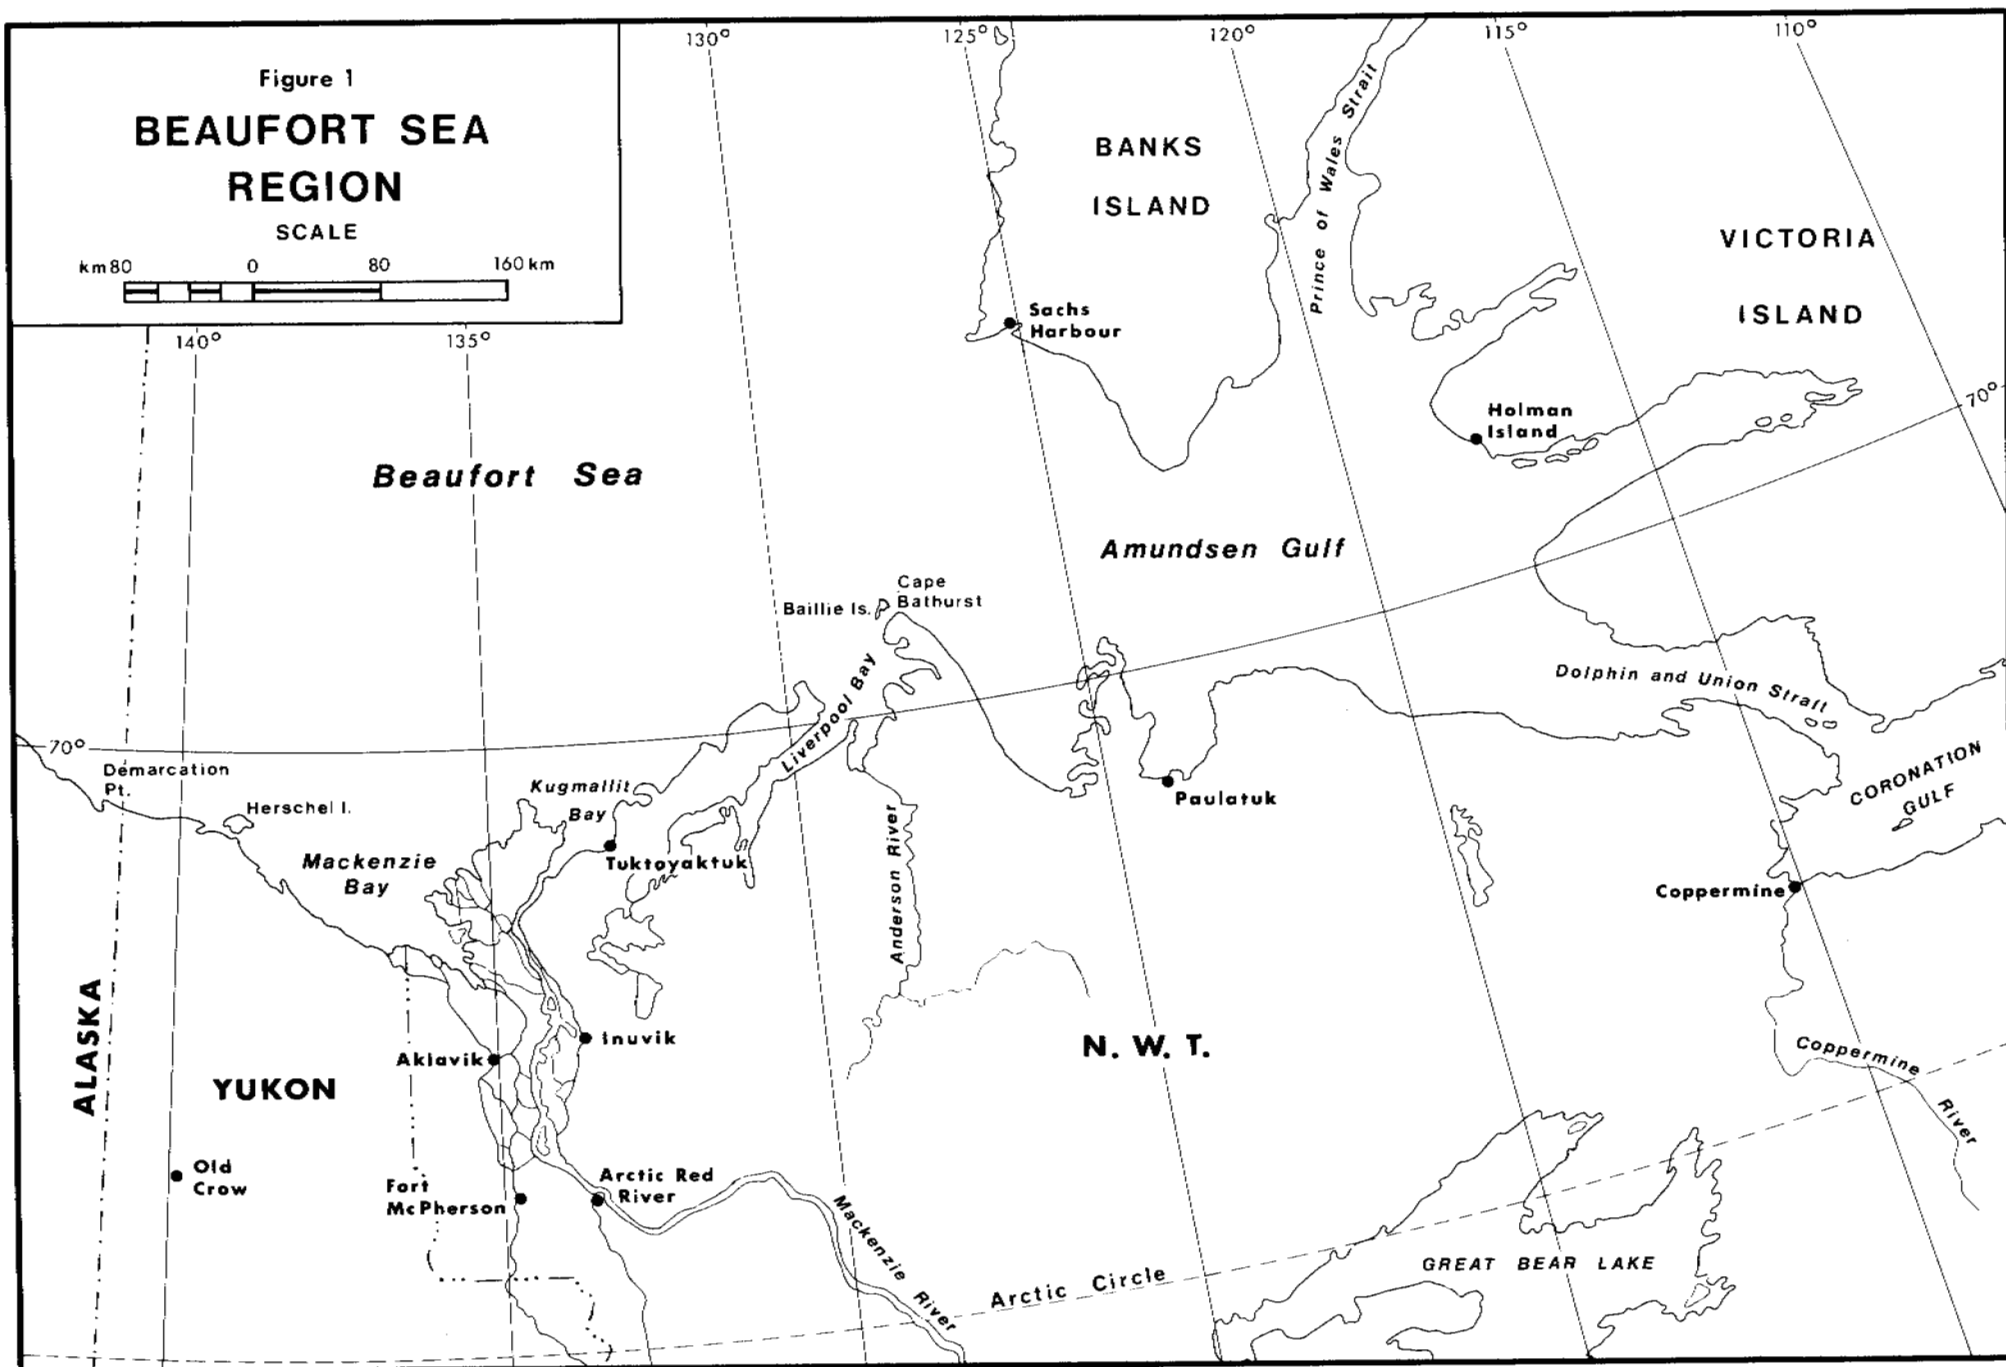 Figure 1
BEAUFORT SEA
REGION
SCALE
km80 0 80 160 km
130°
125°
120°
115°
110°
140°
135°
70°
70°
BANKS
ISLAND
Prince of Wales Strait
VICTORIA
ISLAND
Sachs
Harbour
Holman
Island
Beaufort Sea
Amundsen Gulf
Cape
Bathurst
Baillie Is.
Liverpool Bay
Dolphin and Union Strait
CORONATION
GULF
Demarcation
Pt.
Herschel I.
Kugmallit
Bay
Mackenzie
Bay
Tuktoyaktuk
Paulatuk
Anderson River
Coppermine
ALASKA
YUKON
Aklavik
Inuvik
N. W. T.
Coppermine
River
Old
Crow
Fort
McPherson
Arctic Red
River
Mackenzie River
Arctic Circle
GREAT BEAR LAKE